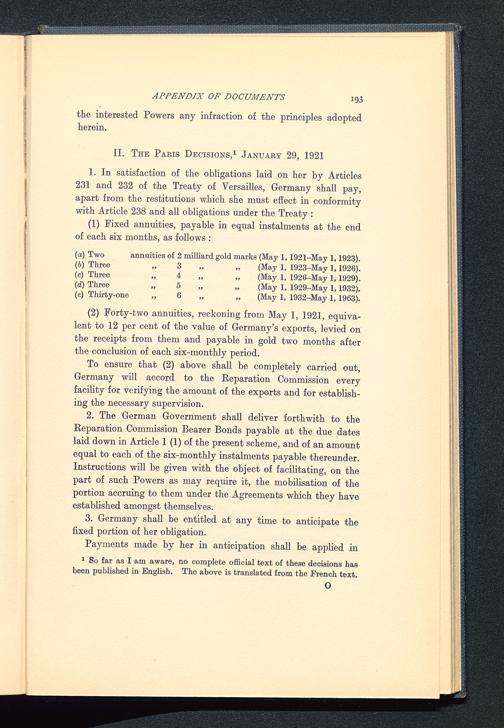 APPENDIX OF DOCUMENTS 193
the interested Powers any infraction of the principles adopted
herein.
II. The Paris Decisions,¹ January 29, 1921
1. In satisfaction of the obligations laid on her by Articles
231 and 232 of the Treaty of Versailles, Germany shall pay,
apart from the restitutions which she must effect in conformity
with Article 238 and all obligations under the Treaty :
(1) Fixed annuities, payable in equal instalments at the end
of each six months, as follows :
(a) Two annuities of 2 milliard gold marks (May 1, 1921-May 1, 1923).
(b) Three „ 3 „ „ (May 1, 1923-May 1, 1926).
(c) Three „ 4 „ „ (May 1, 1926-May 1, 1929).
(d) Three „ 5 „ „ (May 1, 1929-May 1, 1932).
(e) Thirty-one „ 6 „ „ (May 1, 1932-May 1, 1963).
(2) Forty-two annuities, reckoning from May 1, 1921, equiva-
lent to 12 per cent of the value of Germany's exports, levied on
the receipts from them and payable in gold two months after
the conclusion of each six-monthly period.
To ensure that (2) above shall be completely carried out,
Germany will accord to the Reparation Commission every
facility for verifying the amount of the exports and for establish-
ing the necessary supervision.
2. The German Government shall deliver forthwith to the
Reparation Commission Bearer Bonds payable at the due dates
laid down in Article 1 (1) of the present scheme, and of an amount
equal to each of the six-monthly instalments payable thereunder.
Instructions will be given with the object of facilitating, on the
part of such Powers as may require it, the mobilisation of the
portion accruing to them under the Agreements which they have
established amongst themselves.
3. Germany shall be entitled at any time to anticipate the
fixed portion of her obligation.
Payments made by her in anticipation shall be applied in
¹ So far as I am aware, no complete official text of these decisions has
been published in English. The above is translated from the French text.
O